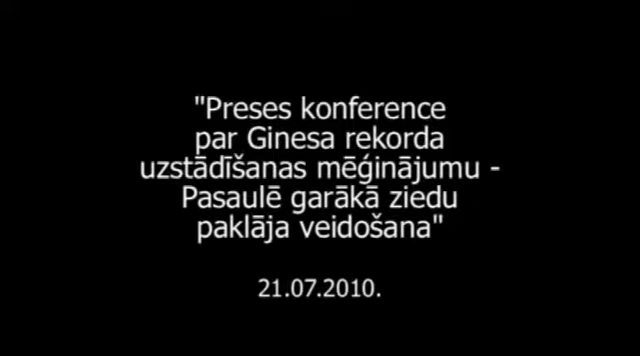 "Preses konference
par Ginesa rekorda
uzstādīšanas mēģinājumu -
Pasaulē garākā ziedu
paklāja veidošana"
21.07.2010.